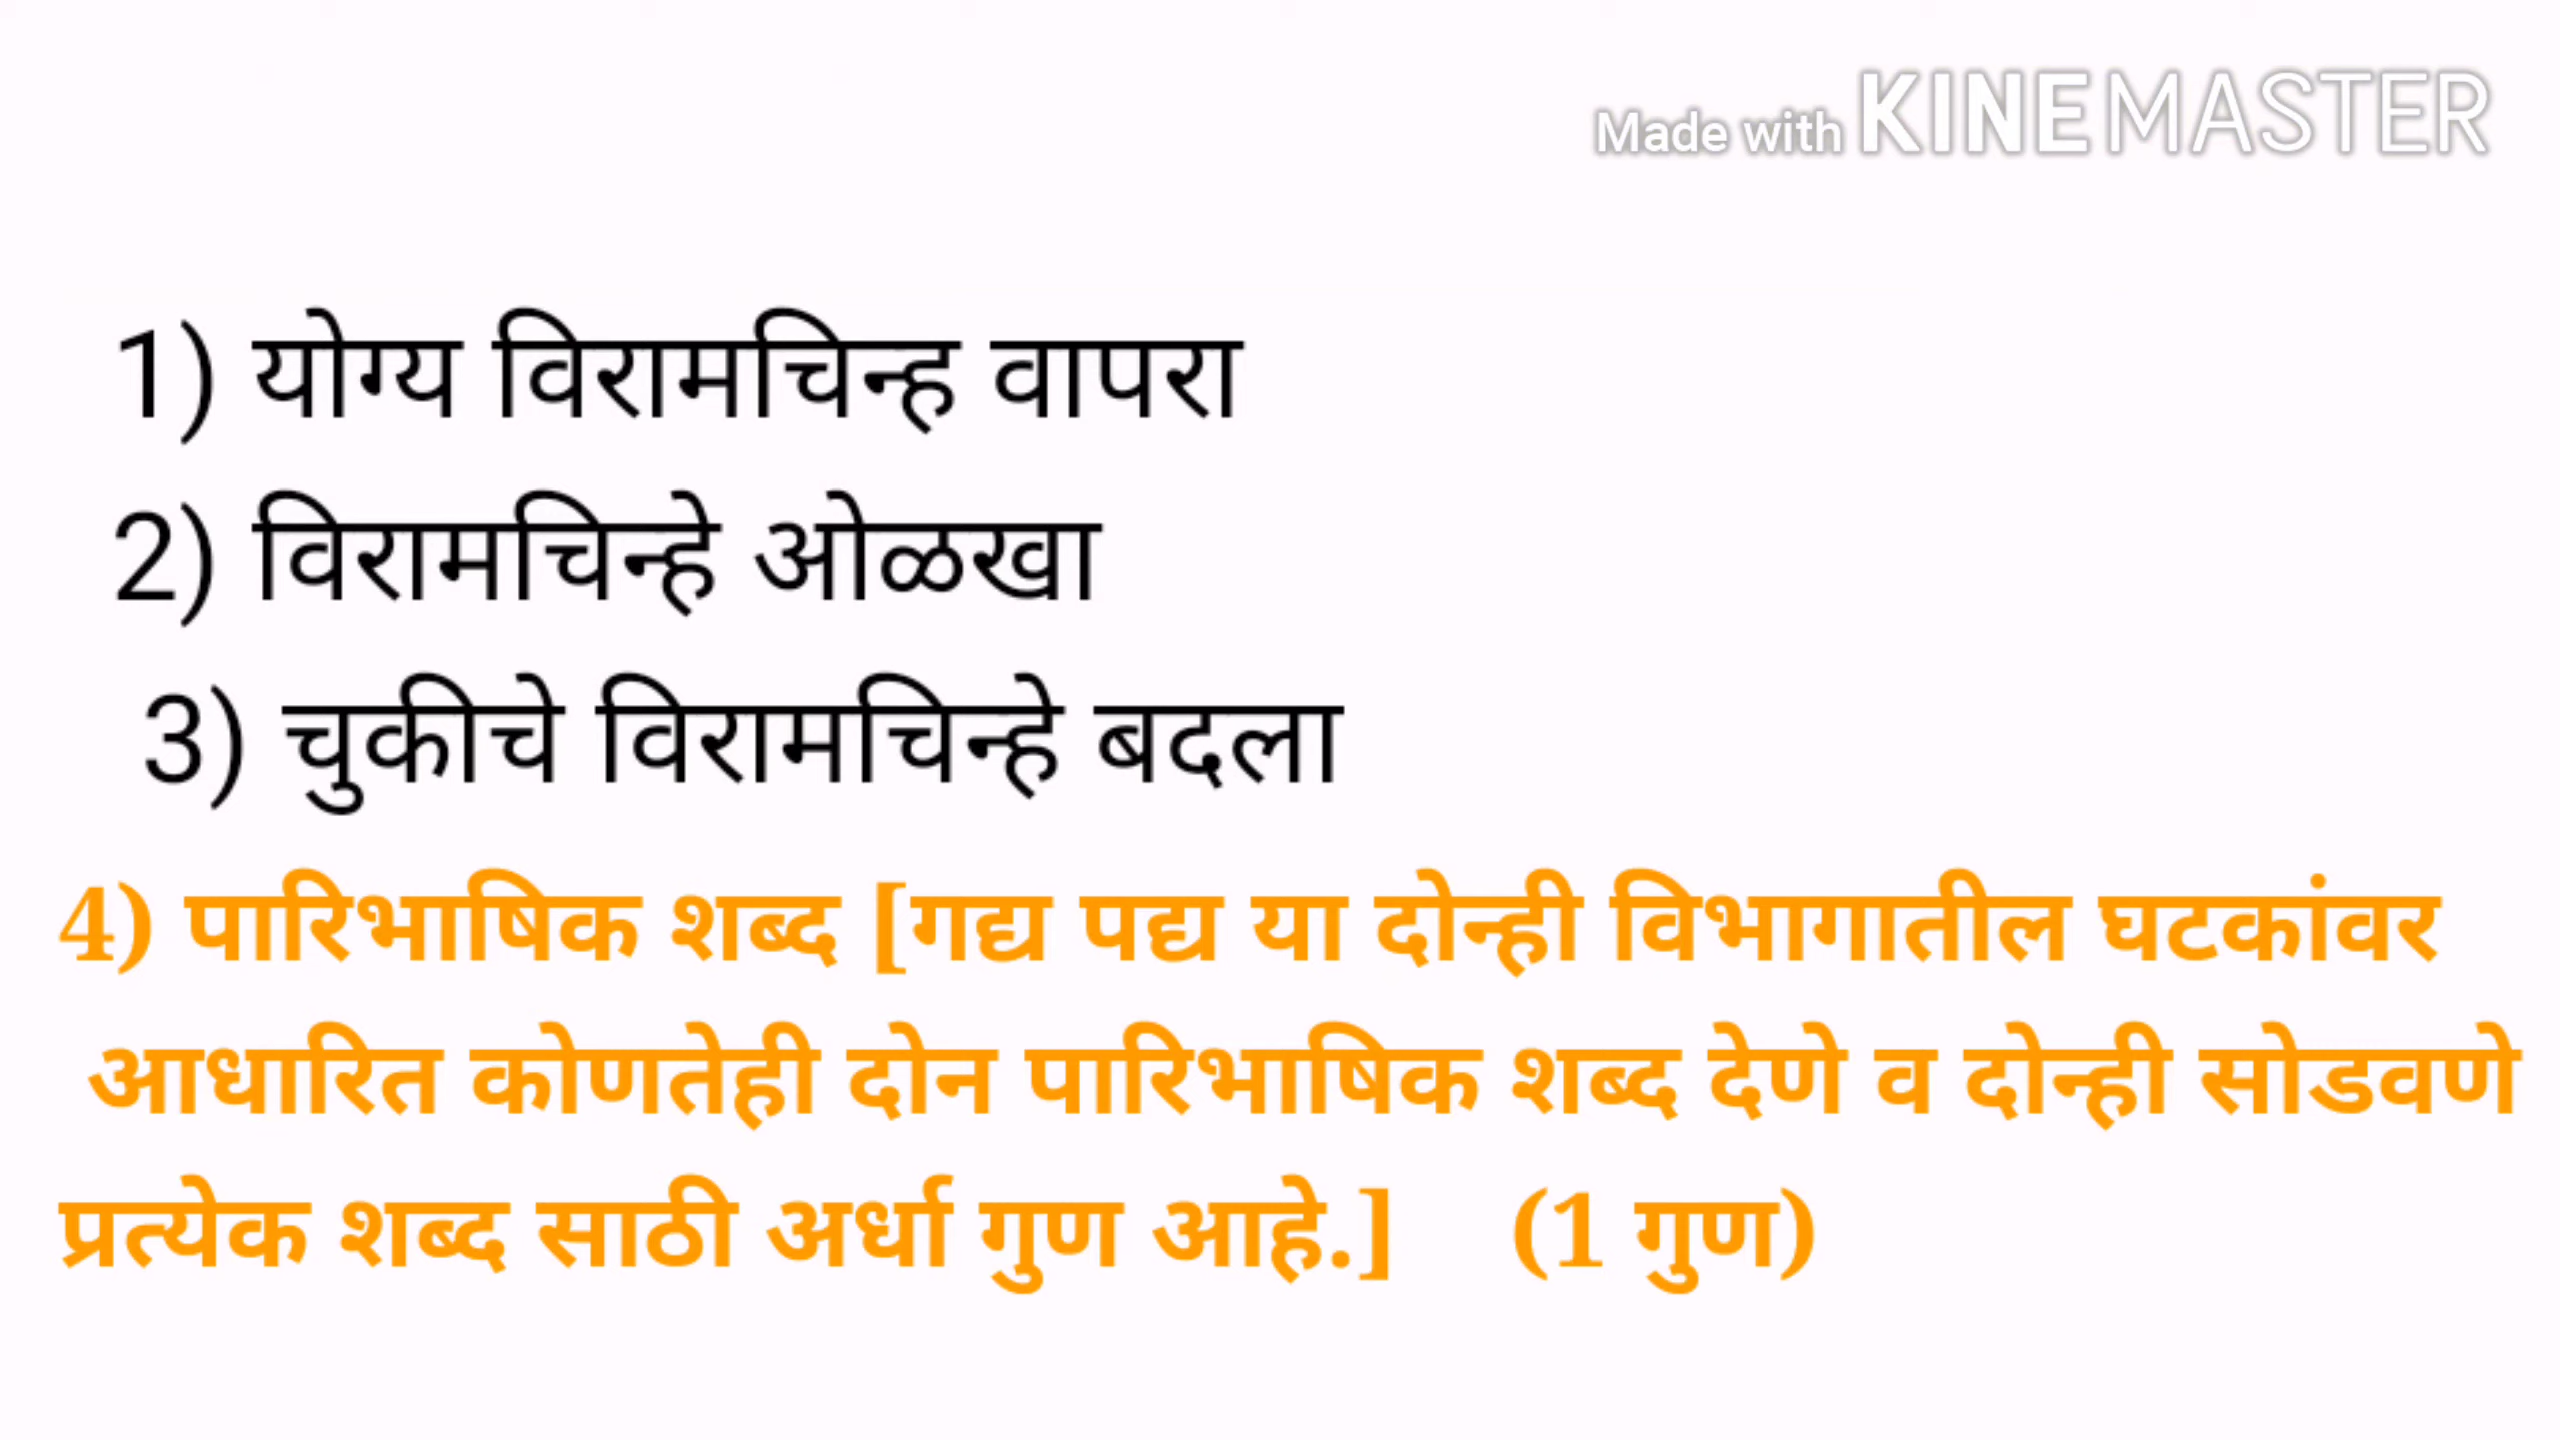 Made with KINEMASTER
1) योग्य विरामचिन्ह वापरा
2) विरामचिन्हे ओळखा
3) चुकीचे विरामचिन्हे बदला
4) पारिभाषिक शब्द [गद्य पद्य या दोन्ही विभागातील घटकांवर
आधारित कोणतेही दोन पारिभाषिक शब्द देणे व दोन्ही सोडवणे
प्रत्येक शब्द साठी अर्धा गुण आहे.] (1 गुण)